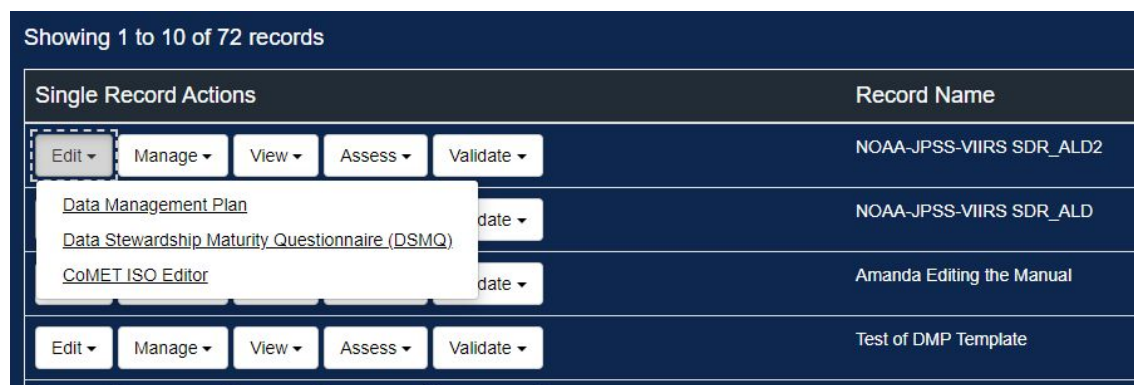 Showing 1 to 10 of 72 records
Single Record Actions Record Name
Edit Manage View Assess Validate NOAA-JPSS-VIIRS SDR_ALD2
Data Management Plan
date NOAA-JPSS-VIIRS SDR_ALD
Data Stewardship Maturity Questionnaire (DSMQ)
CoMET ISO Editor
date Amanda Editing the Manual
Edit Manage View Assess Validate Test of DMP Template